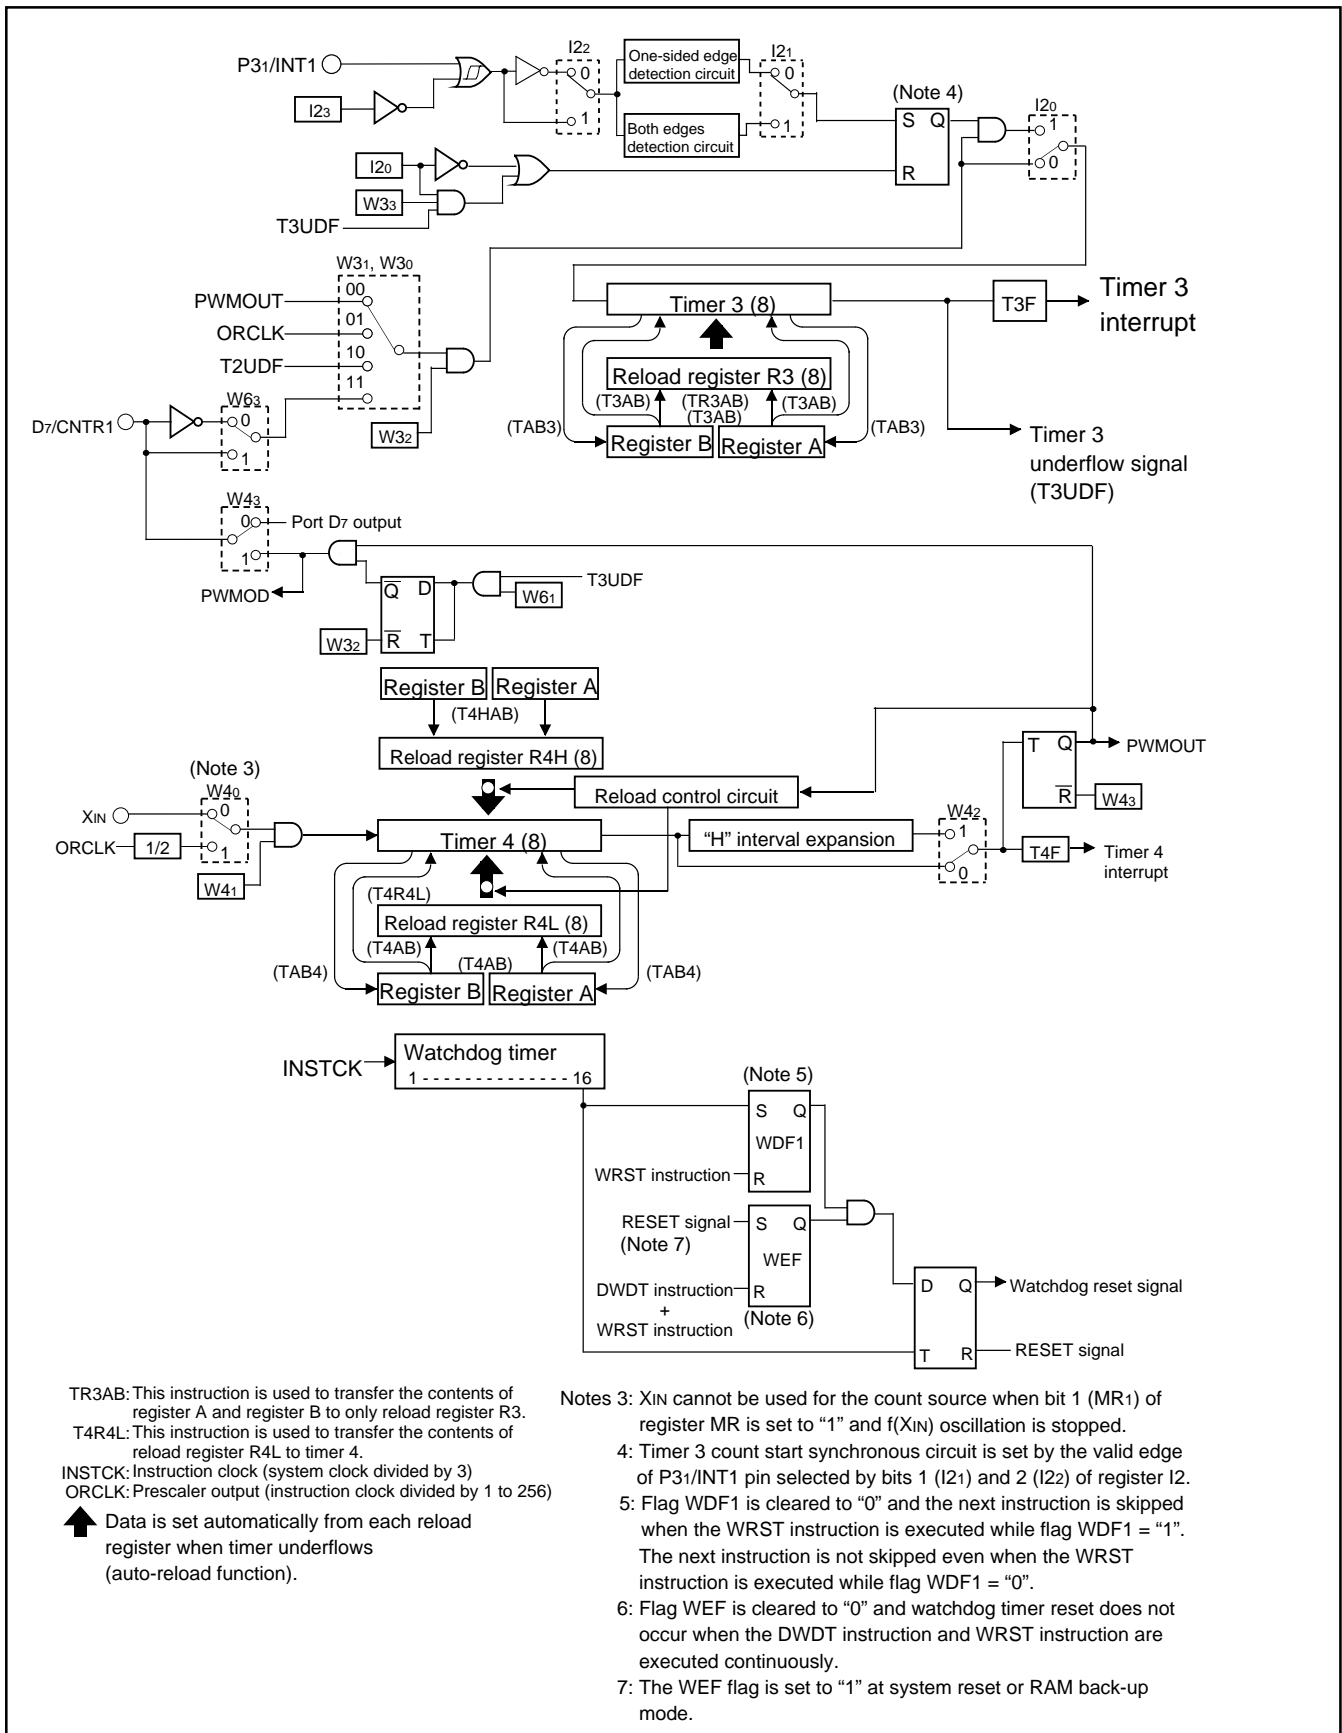 P31/INT1
I22
0
1
One-sided edge
detection circuit
Both edges
detection circuit
I21
0
1
(Note 4)
S Q
R
I20
1
0
I23
I20
W33
T3UDF
W31, W30
PWMOUT
00
ORCLK
01
T2UDF
10
11
W63
D7/CNTR1
0
1
W32
Timer 3 (8)
T3F
Timer 3
interrupt
Reload register R3 (8)
(T3AB)
(TR3AB)
(T3AB)
(T3AB)
(TAB3)
Register B
Register A
(TAB3)
Timer 3
underflow signal
(T3UDF)
W43
0
Port D7 output
1
PWMOD
Q D
R T
T3UDF
W61
W32
Register B
Register A
(T4HAB)
Reload register R4H (8)
Reload control circuit
T Q
R
PWMOUT
W43
(Note 3)
W40
XIN
0
ORCLK
1/2
1
W41
Timer 4 (8)
“H” interval expansion
W42
1
0
T4F
Timer 4
interrupt
(T4R4L)
Reload register R4L (8)
(T4AB)
(T4AB)
(T4AB)
(TAB4)
(TAB4)
Register B
Register A
INSTCK
Watchdog timer
1 - - - - - - - - - - - - - - 16
(Note 5)
S Q
WDF1
R
WRST instruction
RESET signal
(Note 7)
S Q
WEF
R
DWDT instruction
+
WRST instruction
(Note 6)
D Q
T R
Watchdog reset signal
RESET signal
TR3AB: This instruction is used to transfer the contents of
register A and register B to only reload register R3.
T4R4L: This instruction is used to transfer the contents of
reload register R4L to timer 4.
INSTCK: Instruction clock (system clock divided by 3)
ORCLK: Prescaler output (instruction clock divided by 1 to 256)
Data is set automatically from each reload
register when timer underflows
(auto-reload function).
Notes 3: XIN cannot be used for the count source when bit 1 (MR1) of
register MR is set to “1” and f(XIN) oscillation is stopped.
4: Timer 3 count start synchronous circuit is set by the valid edge
of P31/INT1 pin selected by bits 1 (I21) and 2 (I22) of register I2.
5: Flag WDF1 is cleared to “0” and the next instruction is skipped
when the WRST instruction is executed while flag WDF1 = “1”.
The next instruction is not skipped even when the WRST
instruction is executed while flag WDF1 = “0”.
6: Flag WEF is cleared to “0” and watchdog timer reset does not
occur when the DWDT instruction and WRST instruction are
executed continuously.
7: The WEF flag is set to “1” at system reset or RAM back-up
mode.